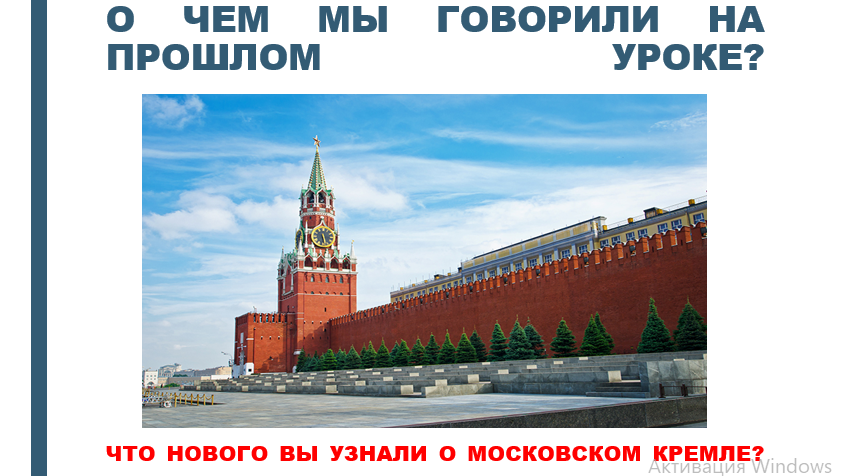 О ЧЕМ МЫ ГОВОРИЛИ НА
ПРОШЛОМ УРОКЕ?
ЧТО НОВОГО ВЫ УЗНАЛИ О МОСКОВСКОМ КРЕМЛЕ?
Активация Windows